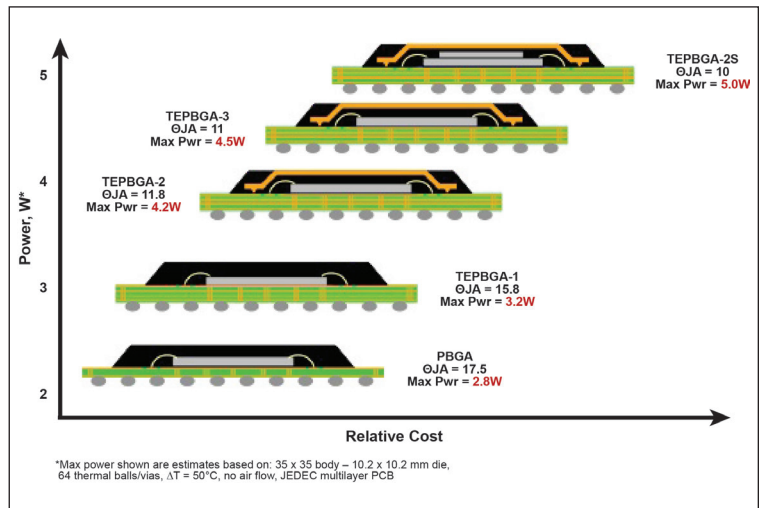 5
TEPBGA-2S
ΘJA = 10
Max Pwr = 5.0W
TEPBGA-3
ΘJA = 11
Max Pwr = 4.5W
4
TEPBGA-2
ΘJA = 11.8
Max Pwr = 4.2W
Power, W*
3
TEPBGA-1
ΘJA = 15.8
Max Pwr = 3.2W
PBGA
ΘJA = 17.5
Max Pwr = 2.8W
2
Relative Cost
*Max power shown are estimates based on: 35 x 35 body – 10.2 x 10.2 mm die,
64 thermal balls/vias, ΔT = 50°C, no air flow, JEDEC multilayer PCB